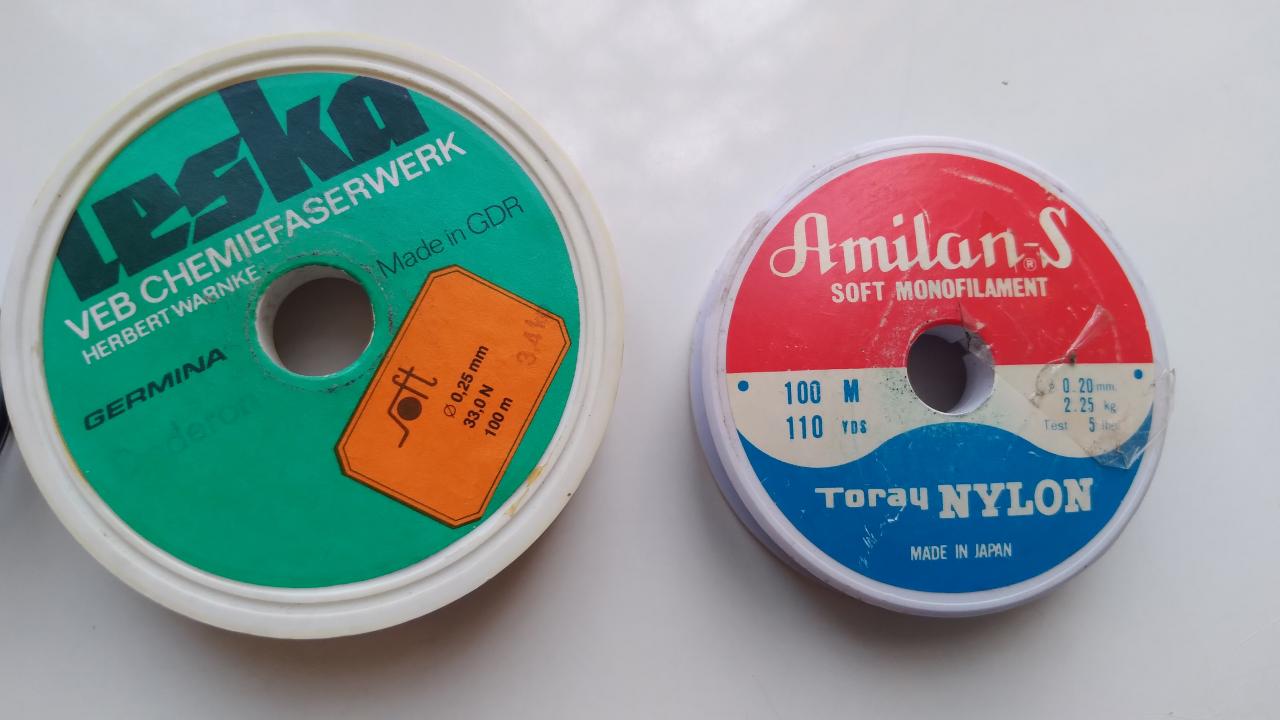 leska
VEB CHEMIEFASERWERK
HERBERT WARNKE
Made in GDR
GERMINA
soft
Ø 0,25 mm
33,0 N
100 m
Amilan-S
®
SOFT MONOFILAMENT
100 M
110 YDS
0.20 mm.
2.25 kg
Test 5 lbs.
Toray NYLON
MADE IN JAPAN